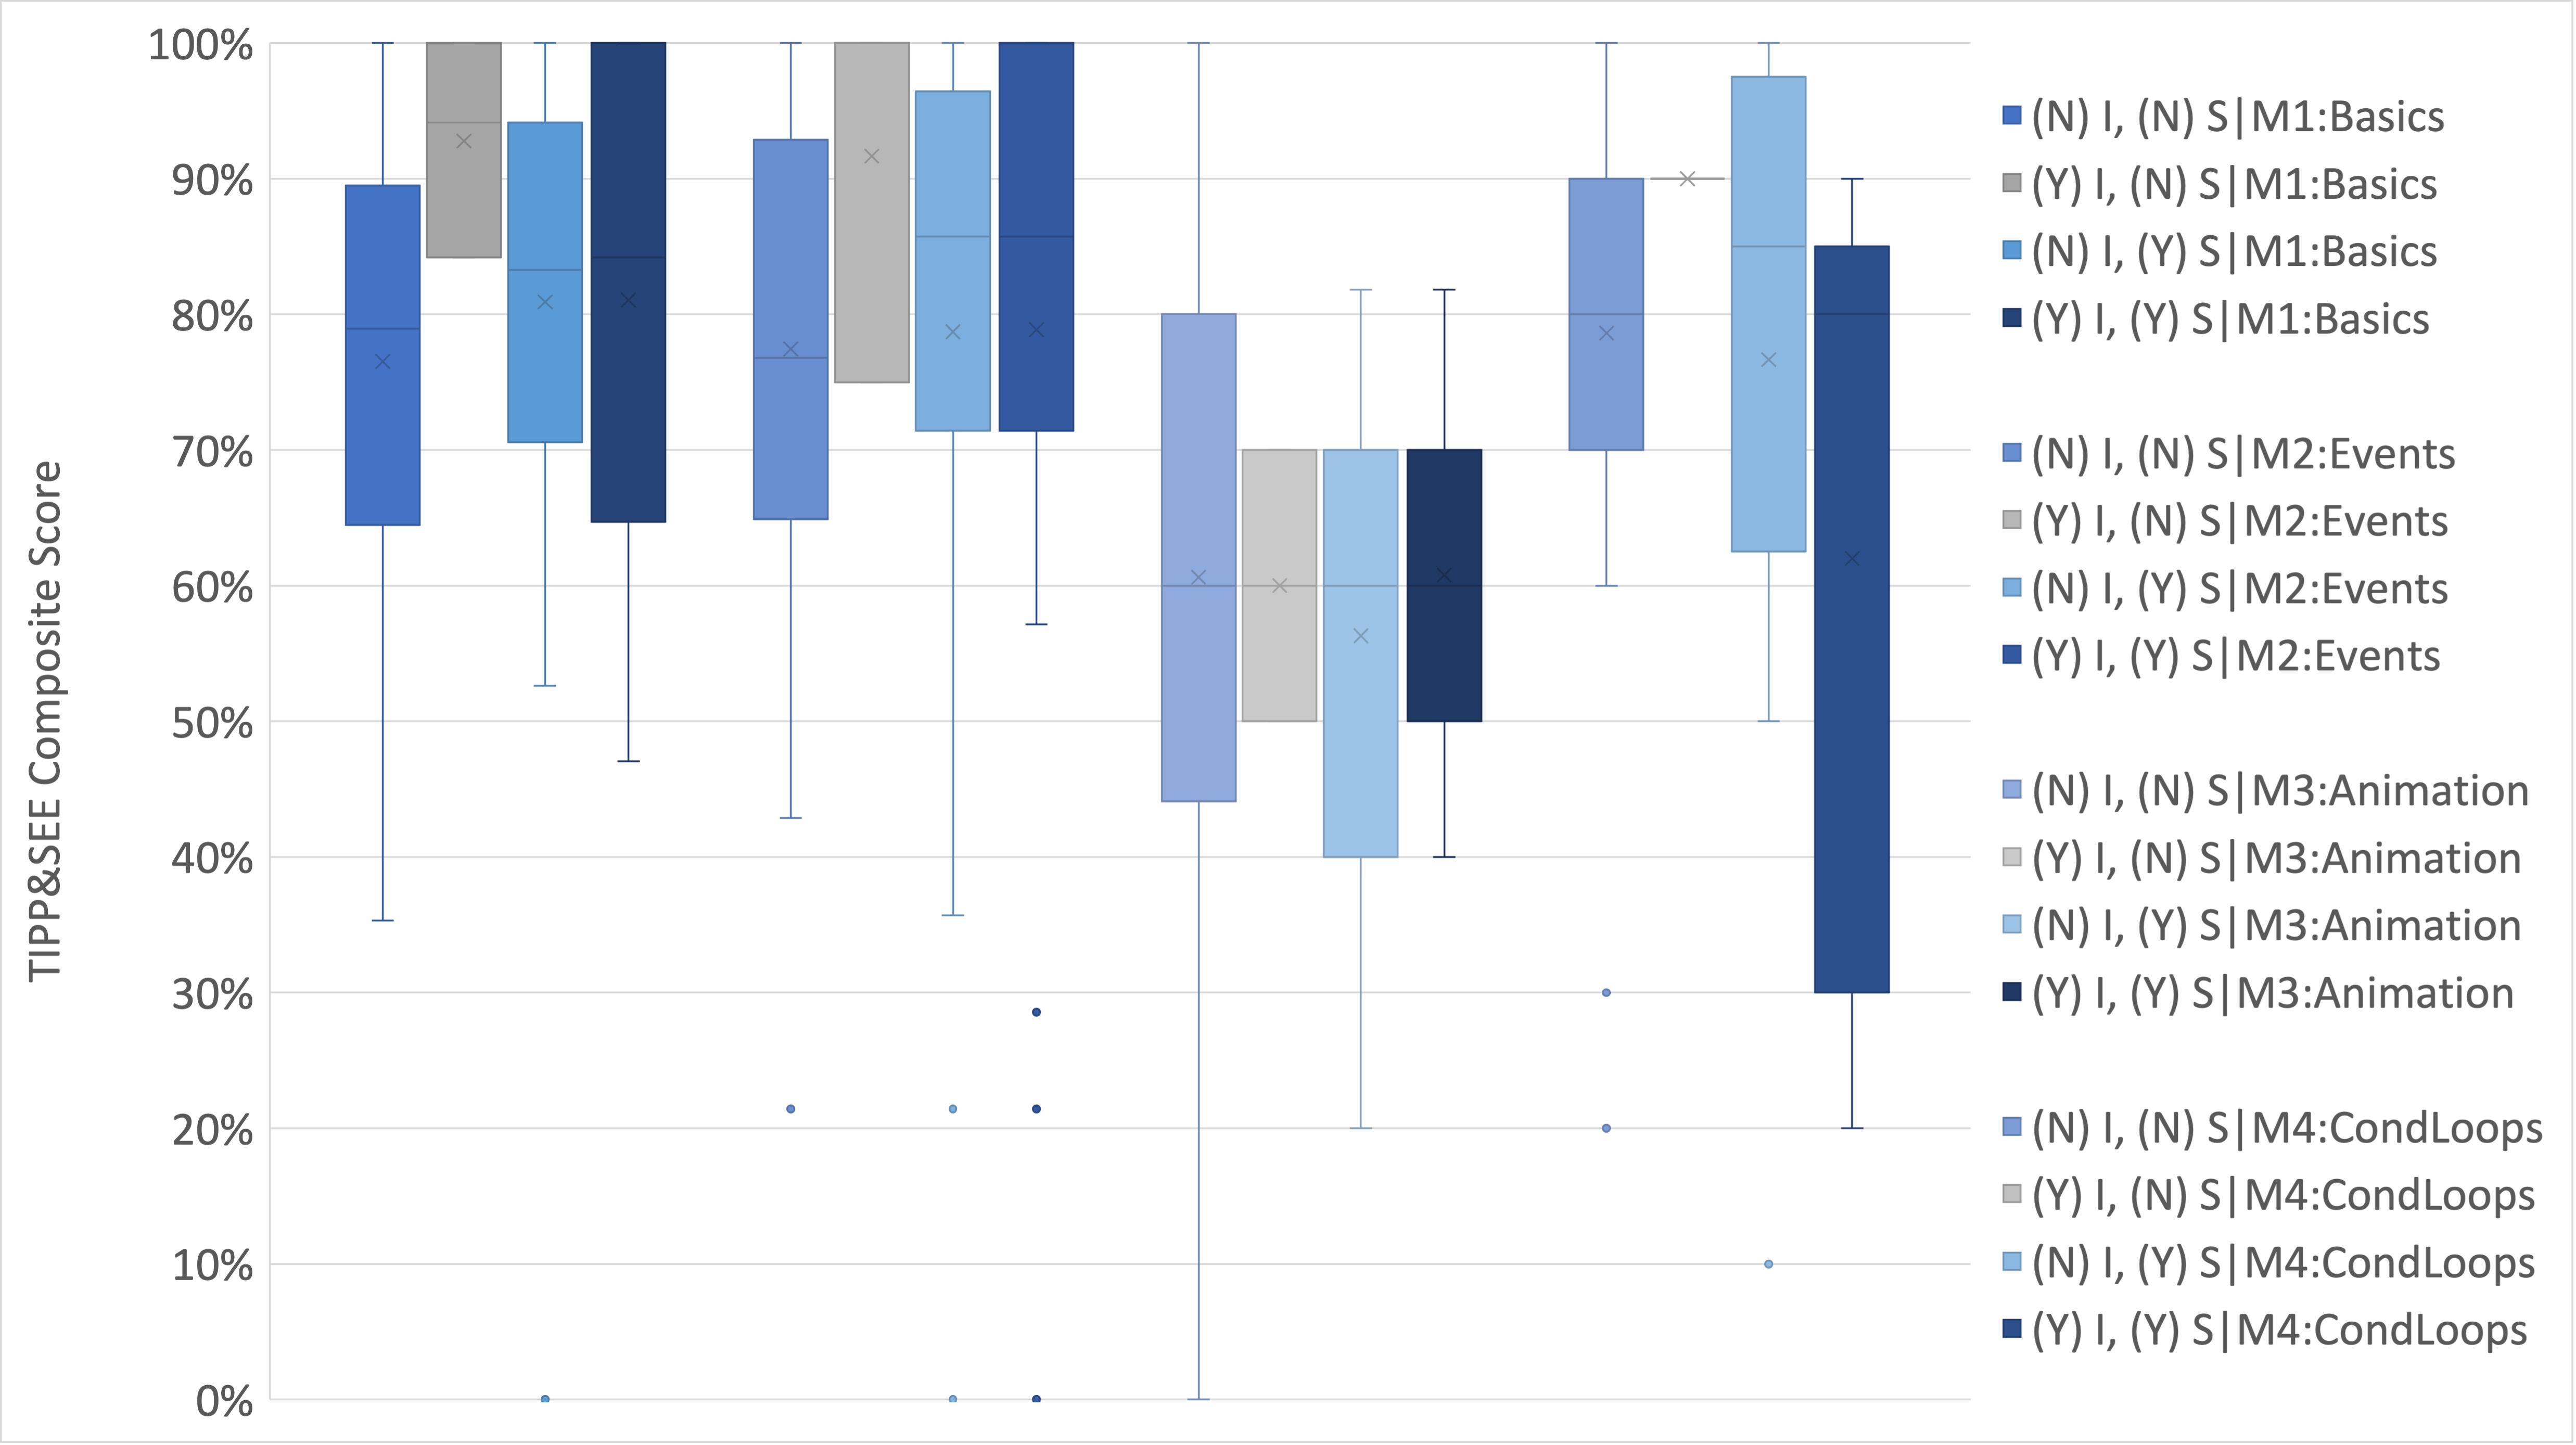 TIPP&SEE Composite Score
100%
90%
80%
70%
60%
50%
40%
30%
20%
10%
0%
(N) I, (N) S|M1:Basics
(Y) I, (N) S|M1:Basics
(N) I, (Y) S|M1:Basics
(Y) I, (Y) S|M1:Basics
(N) I, (N) S|M2:Events
(Y) I, (N) S|M2:Events
(N) I, (Y) S|M2:Events
(Y) I, (Y) S|M2:Events
(N) I, (N) S|M3:Animation
(Y) I, (N) S|M3:Animation
(N) I, (Y) S|M3:Animation
(Y) I, (Y) S|M3:Animation
(N) I, (N) S|M4:CondLoops
(Y) I, (N) S|M4:CondLoops
(N) I, (Y) S|M4:CondLoops
(Y) I, (Y) S|M4:CondLoops